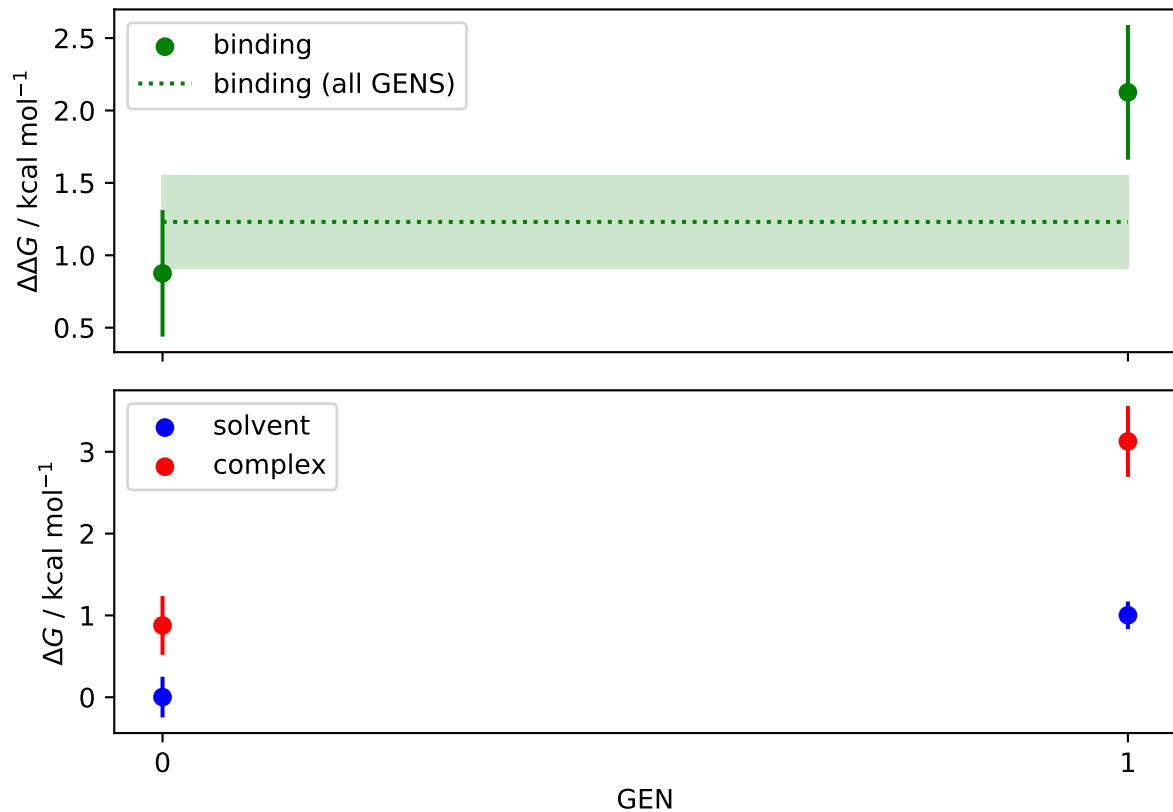 2.5
2.0
1.5
1.0
0.5
ΔΔG / kcal mol⁻¹
binding
binding (all GENS)
3
2
1
0
ΔG / kcal mol⁻¹
solvent
complex
0 1
GEN